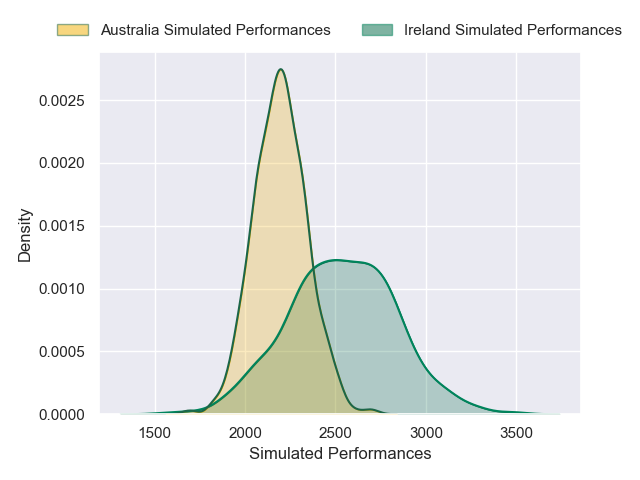 Australia Simulated Performances Ireland Simulated Performances
0.0025
0.0020
0.0015
0.0010
0.0005
0.0000
Density
1500 2000 2500 3000 3500
Simulated Performances